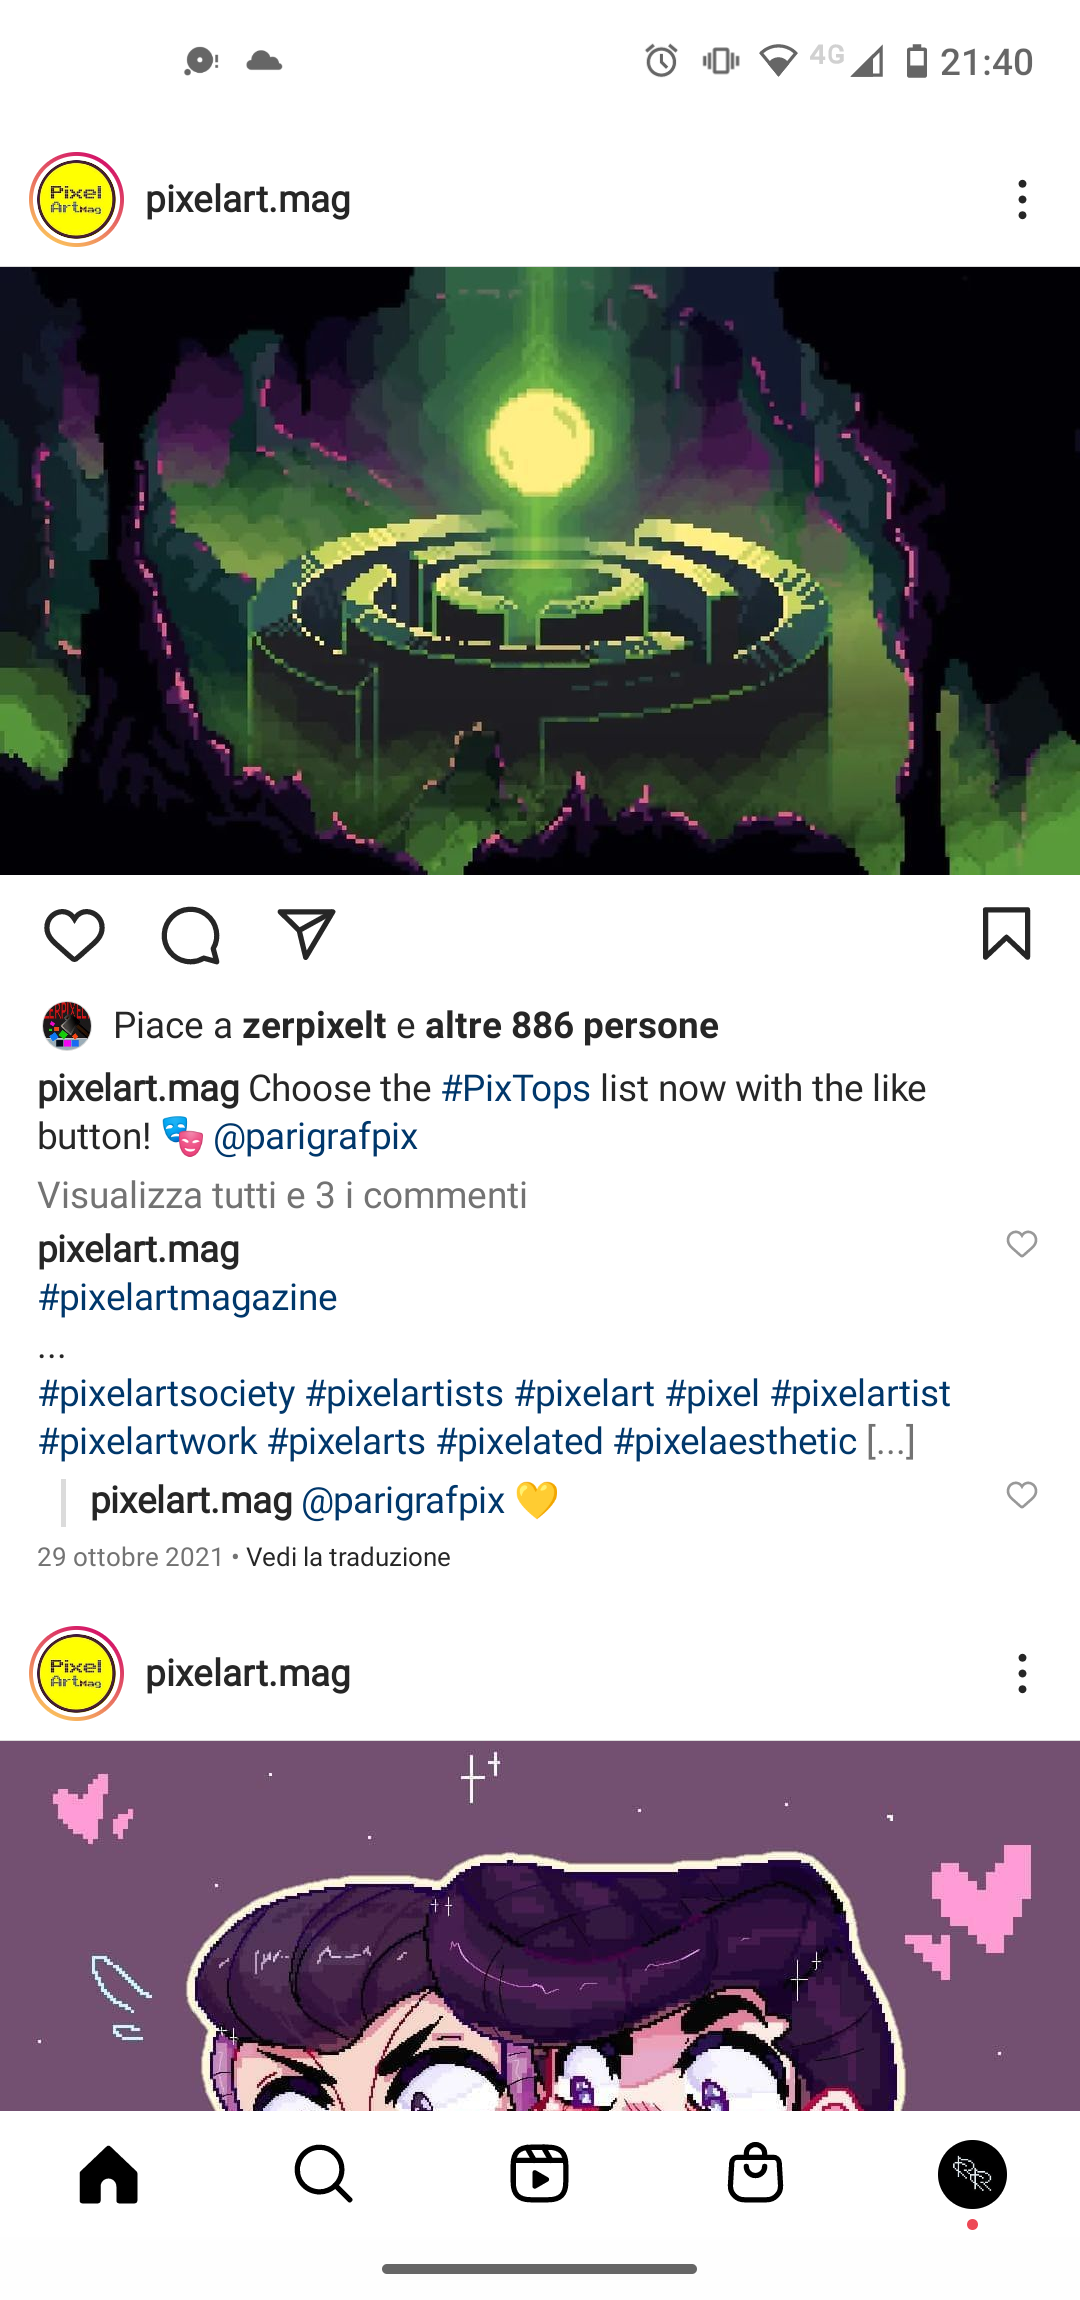 4G 21:40
Pixel
ArtMag
pixelart.mag
Piace a zerpixelt e altre 886 persone
pixelart.mag Choose the #PixTops list now with the like
button! 🎭 @parigrafpix
Visualizza tutti e 3 i commenti
pixelart.mag
#pixelartmagazine
...
#pixelartsociety #pixelartists #pixelart #pixel #pixelartist
#pixelartwork #pixelarts #pixelated #pixelaesthetic [...]
pixelart.mag @parigrafpix 💛
29 ottobre 2021 • Vedi la traduzione
Pixel
ArtMag
pixelart.mag